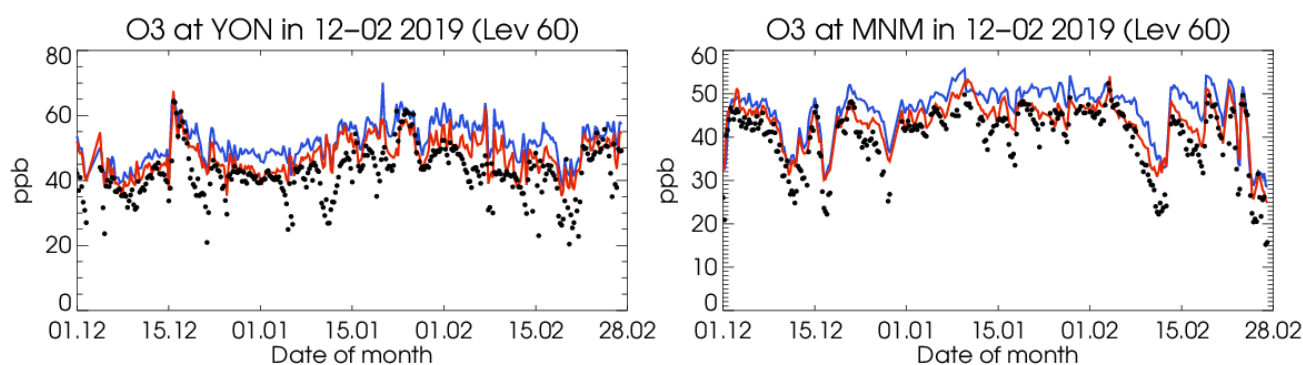 O3 at YON in 12–02 2019 (Lev 60)
80
60
40
20
0
ppb
01.12 15.12 01.01 15.01 01.02 15.02 28.02
Date of month
O3 at MNM in 12–02 2019 (Lev 60)
60
50
40
30
20
10
0
ppb
01.12 15.12 01.01 15.01 01.02 15.02 28.02
Date of month